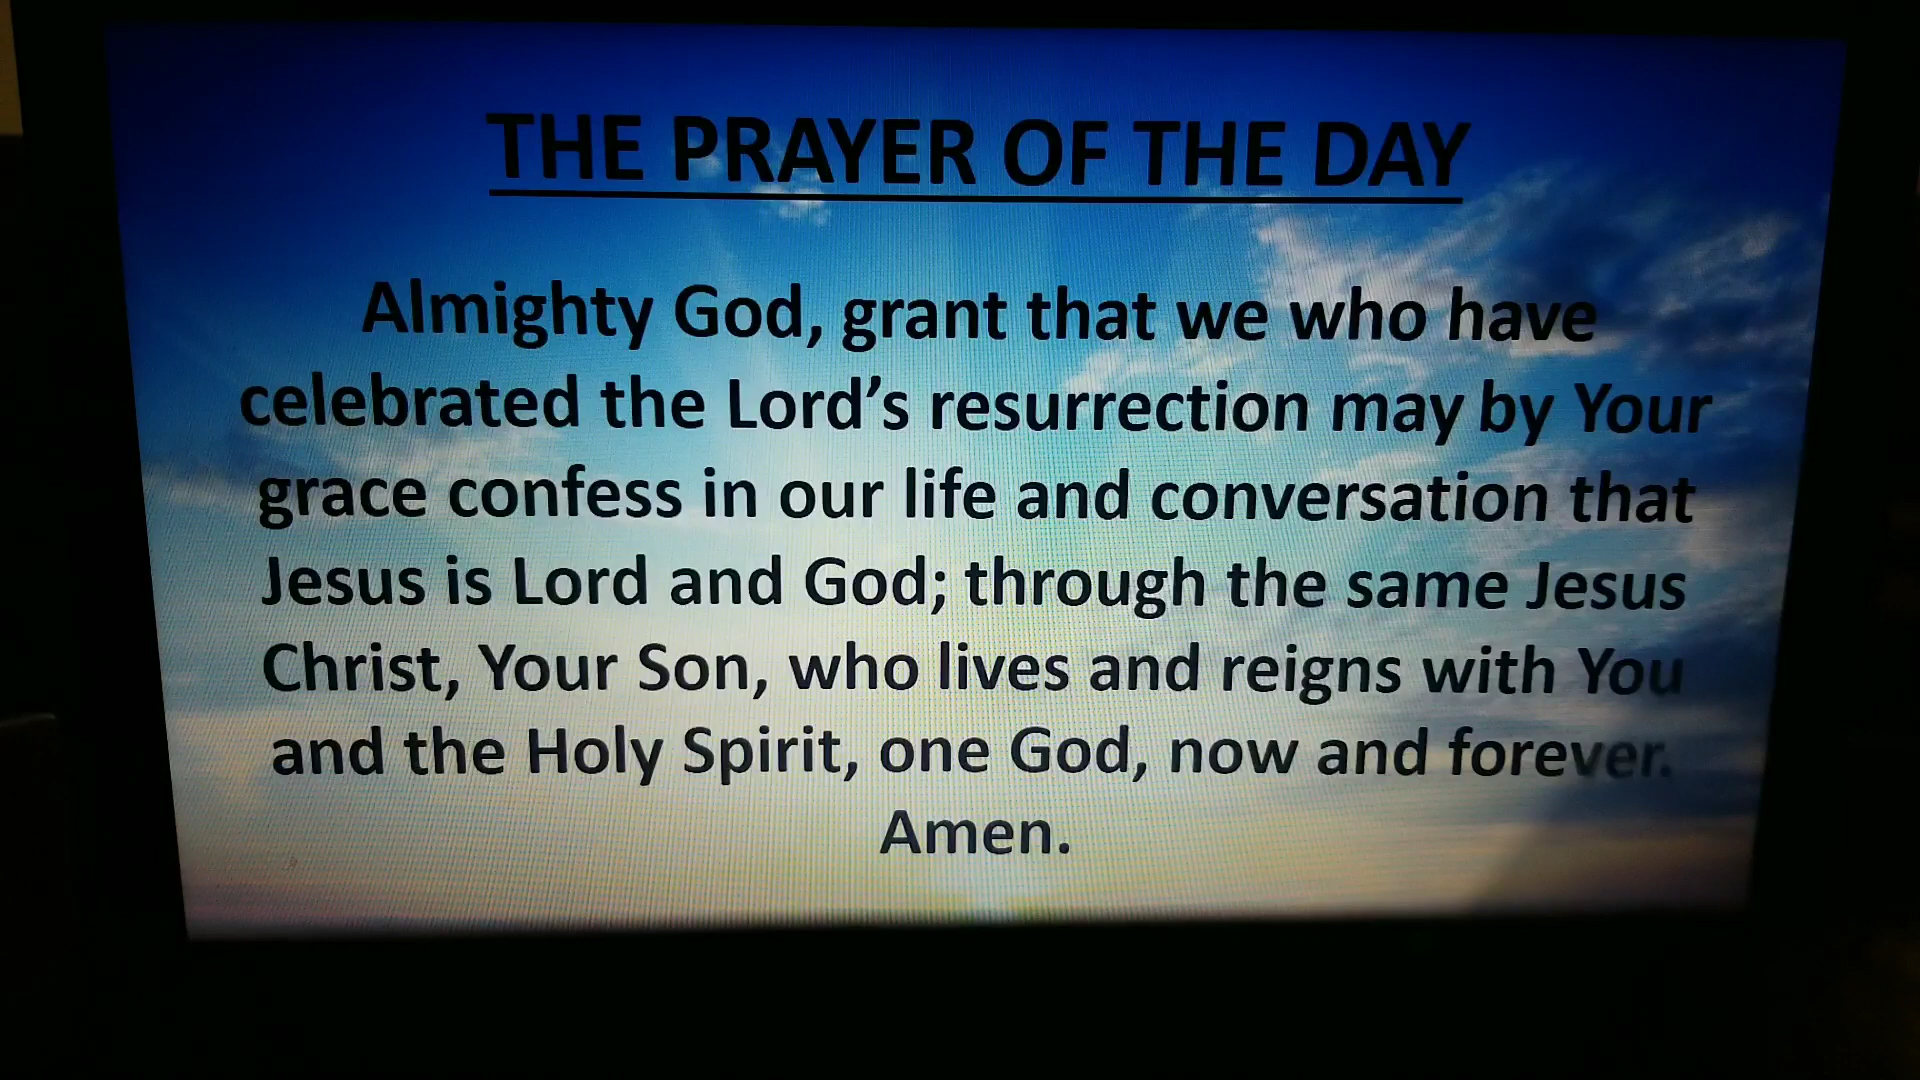 THE PRAYER OF THE DAY
Almighty God, grant that we who have
celebrated the Lord’s resurrection may by Your
grace confess in our life and conversation that
Jesus is Lord and God; through the same Jesus
Christ, Your Son, who lives and reigns with You
and the Holy Spirit, one God, now and forever.
Amen.